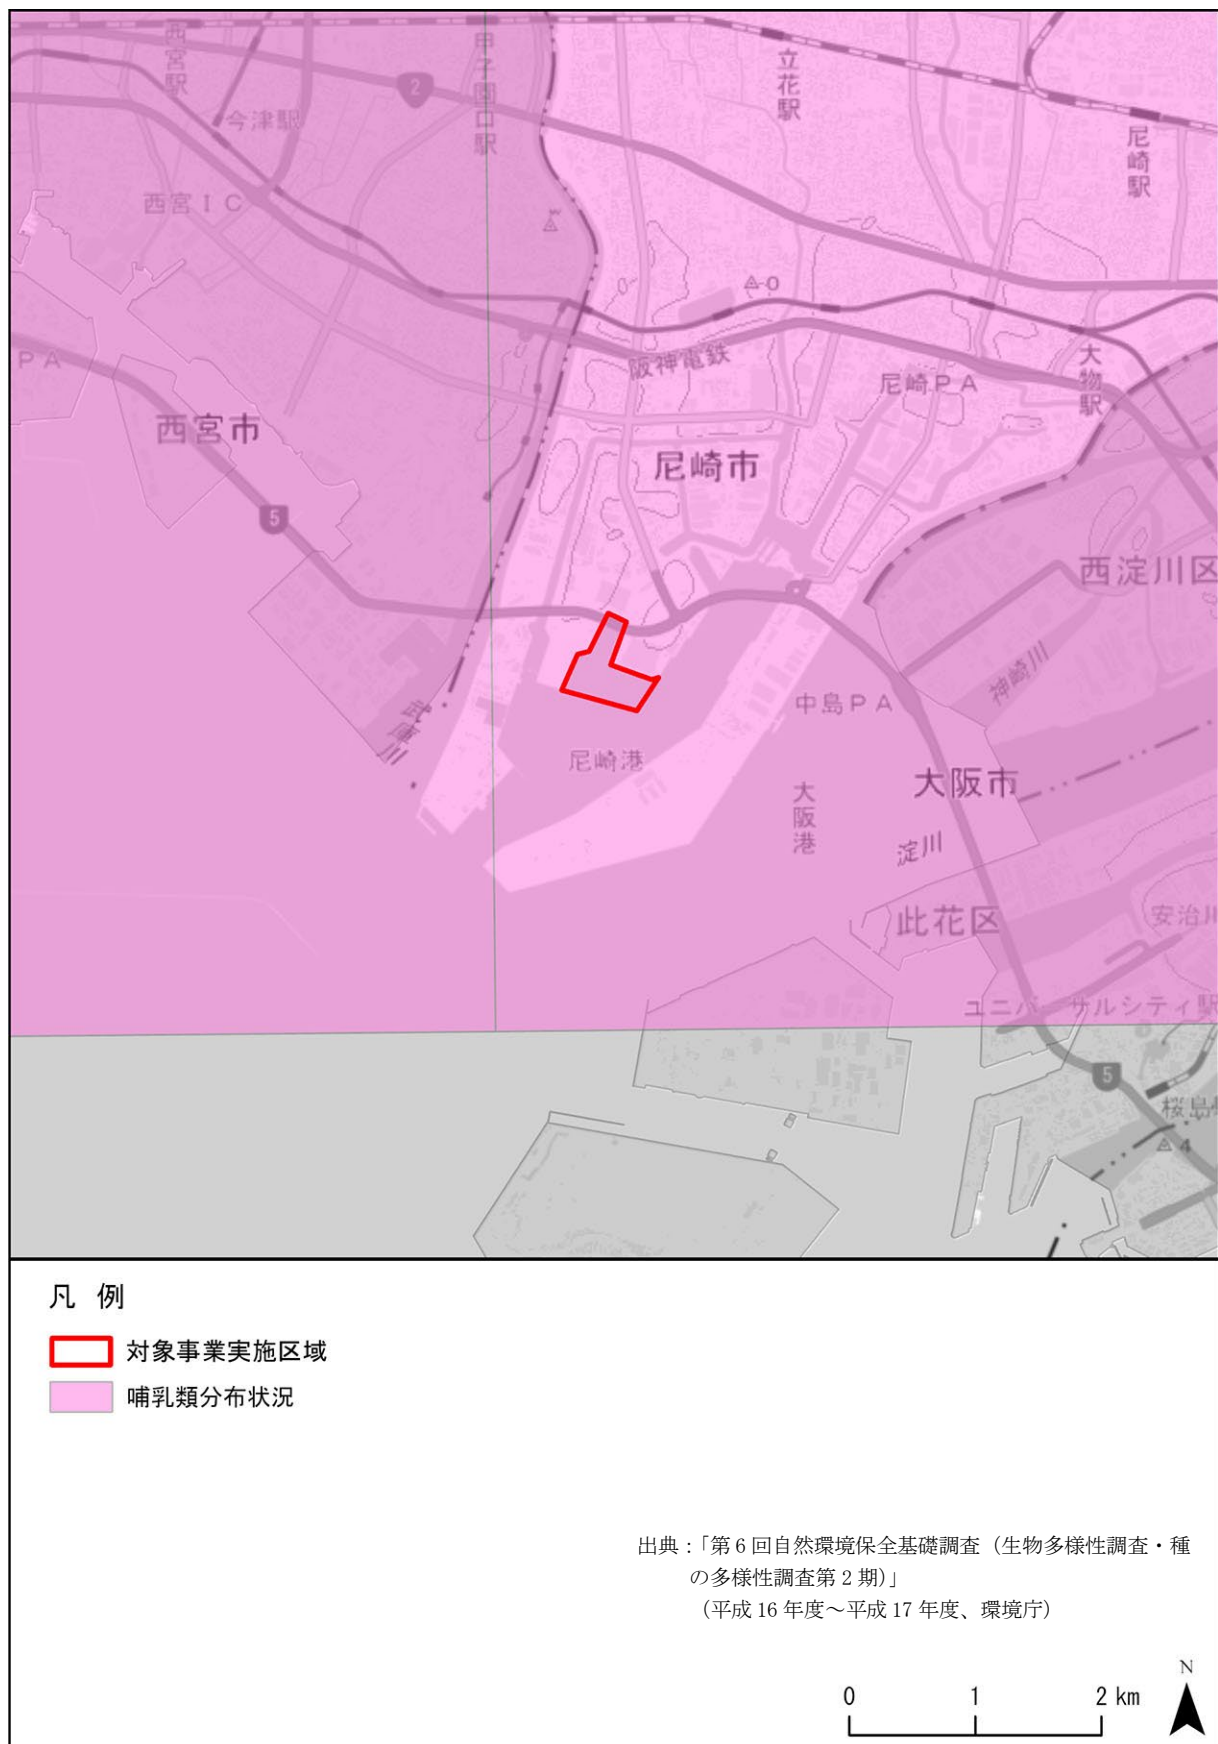 西宮駅
甲子園口駅
立花駅
尼崎駅
2
今津駅
西宮IC
0
阪神電鉄
尼崎PA
大物駅
PA
西宮市
尼崎市
5
西淀川区
神崎川
中島PA
武庫川
尼崎港
大阪市
大阪港
淀川
此花区
安治川
ユニバーサルシティ駅
5
桜島
4
凡 例
対象事業実施区域
哺乳類分布状況
出典：「第6回自然環境保全基礎調査（生物多様性調査・種
の多様性調査第2期）」
（平成16年度～平成17年度、環境庁）
N
0 1 2 km